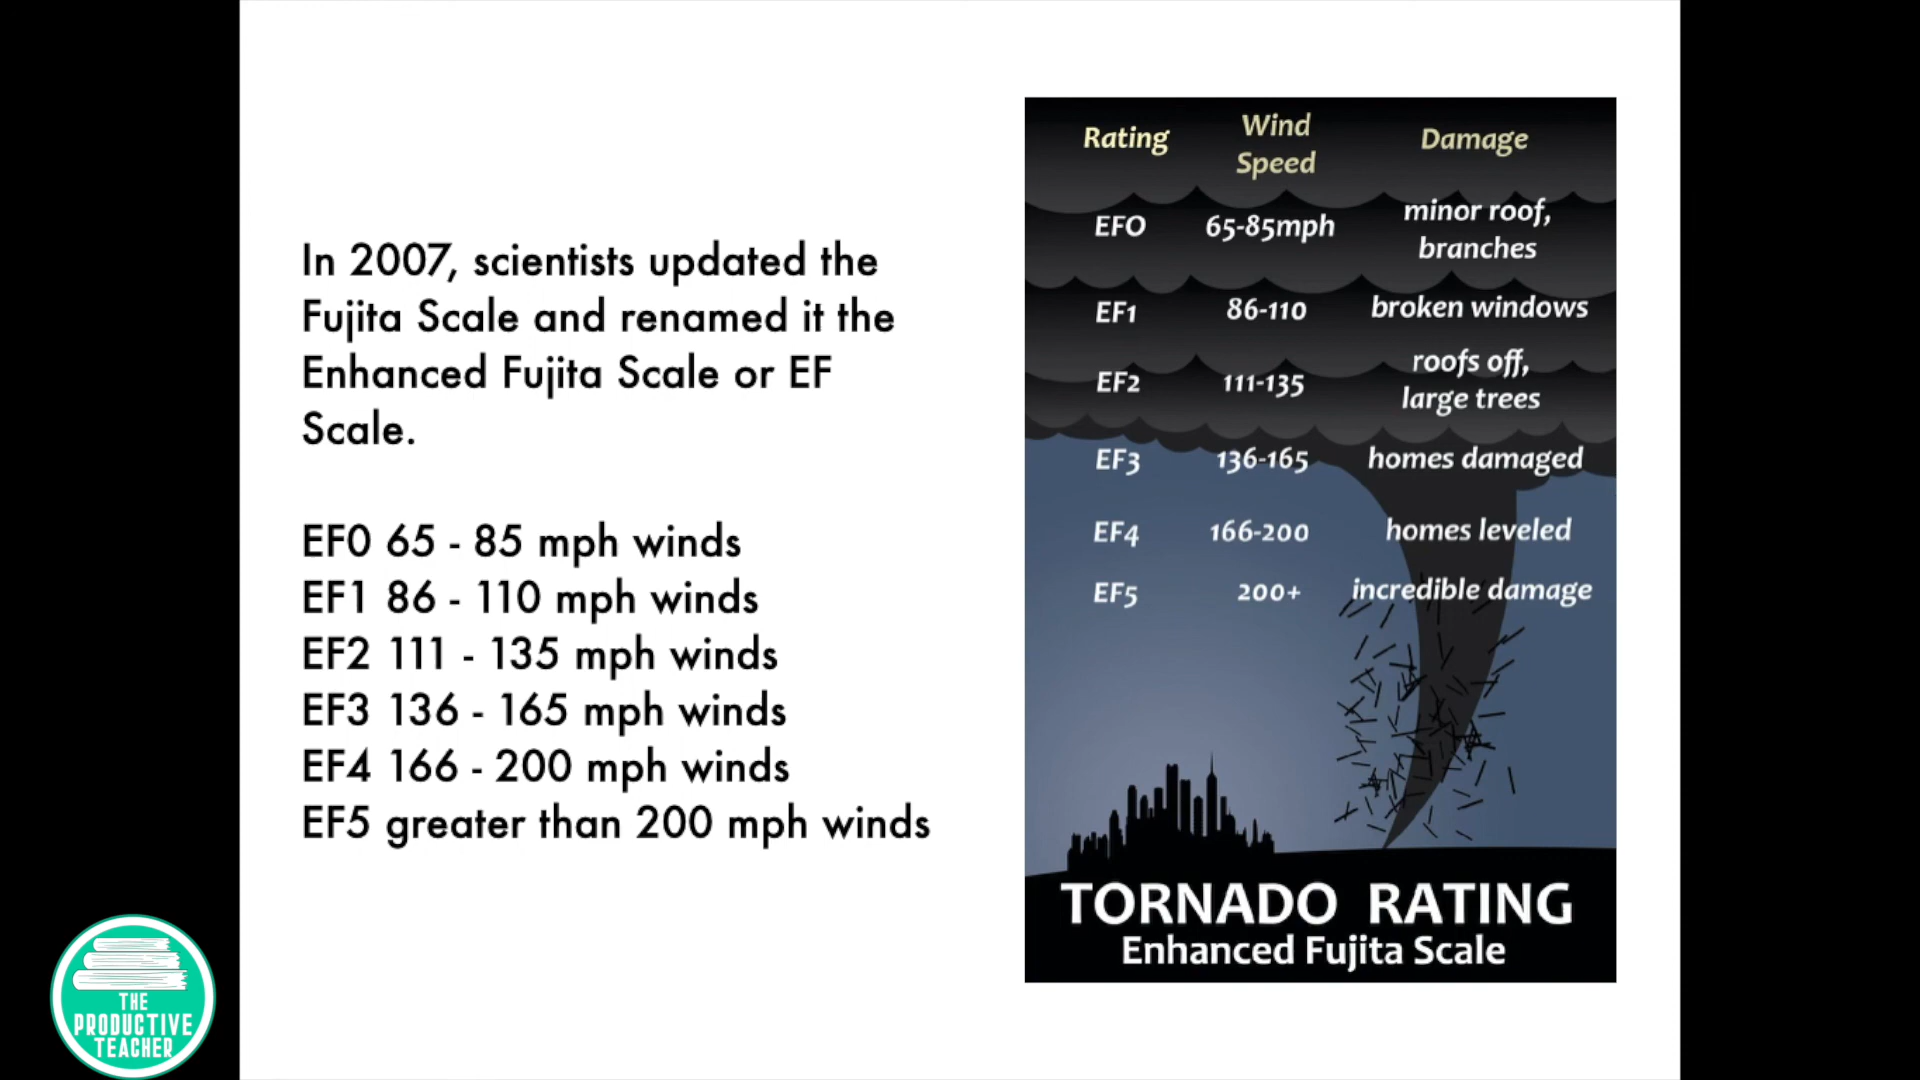 In 2007, scientists updated the
Fujita Scale and renamed it the
Enhanced Fujita Scale or EF
Scale.
EF0 65 - 85 mph winds
EF1 86 - 110 mph winds
EF2 111 - 135 mph winds
EF3 136 - 165 mph winds
EF4 166 - 200 mph winds
EF5 greater than 200 mph winds
Rating Wind Speed Damage
EF0 65-85mph minor roof, branches
EF1 86-110 broken windows
EF2 111-135 roofs off, large trees
EF3 136-165 homes damaged
EF4 166-200 homes leveled
EF5 200+ incredible damage
TORNADO RATING
Enhanced Fujita Scale
THE
PRODUCTIVE
TEACHER